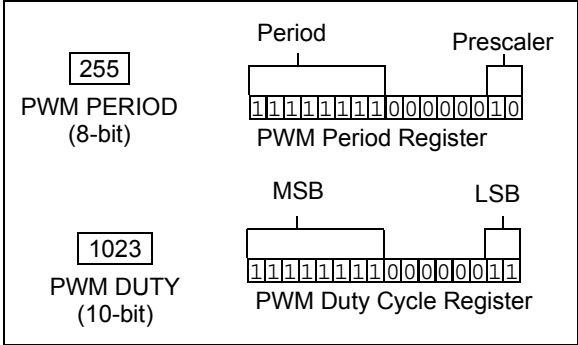 Period
Prescaler
255
PWM PERIOD
(8-bit)
1111111100000010
PWM Period Register
MSB
LSB
1023
PWM DUTY
(10-bit)
1111111100000011
PWM Duty Cycle Register